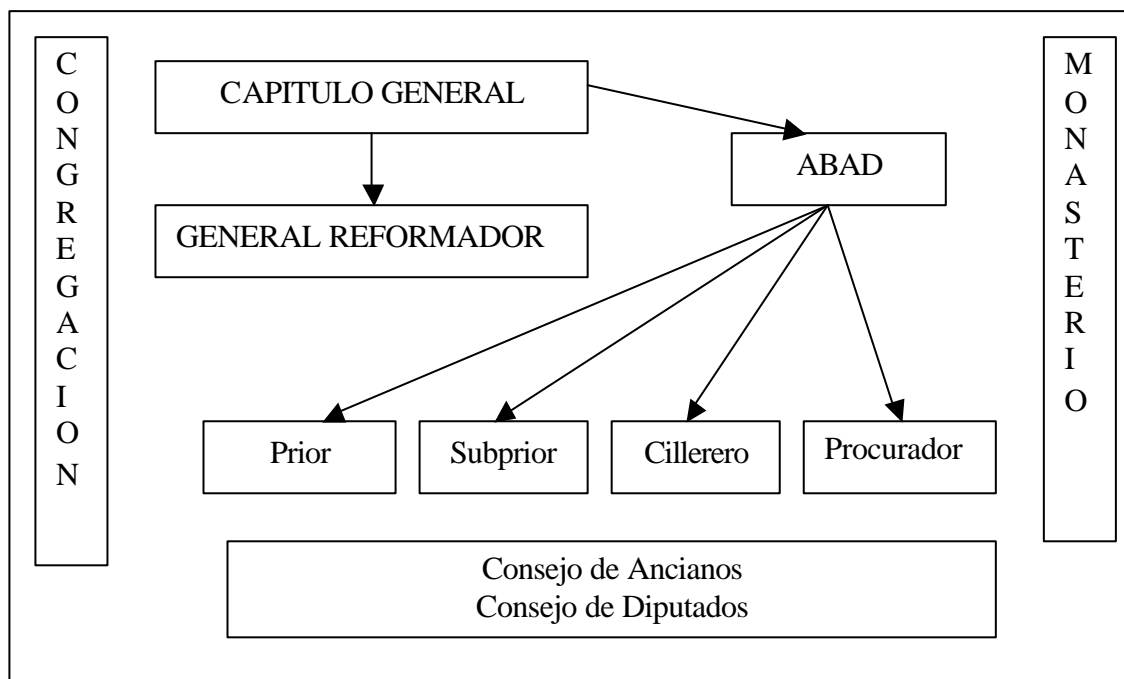 CONGREGACION
CAPITULO GENERAL
ABAD
GENERAL REFORMADOR
Prior
Subprior
Cillerero
Procurador
Consejo de Ancianos
Consejo de Diputados
MONASTERIO